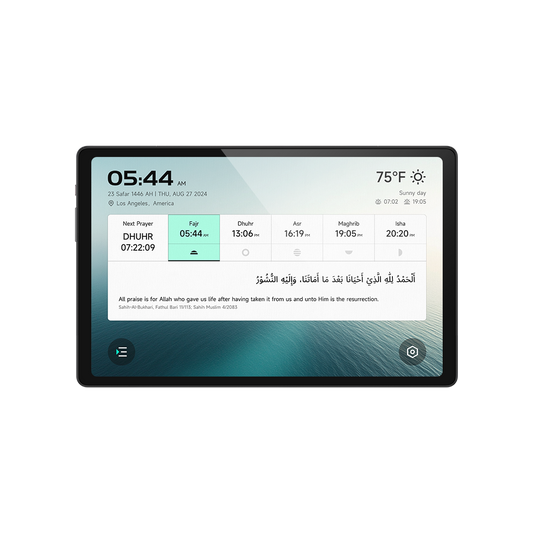 05:44 AM
23 Safar 1446 AH | THU, AUG 27 2024
Los Angeles,. America
75°F
Sunny day
07:02 19:05
Next Prayer
DHUHR
07:22:09
Fajr
05:44 AM
Dhuhr
13:06 PM
Asr
16:19 PM
Maghrib
19:05 PM
Isha
20:20 PM
اَلْحَمْدُ لِلّٰهِ الَّذِيْ أَحْيَانَا بَعْدَ مَا أَمَاتَنَا، وَإِلَيْهِ النُّشُوْرُ
All praise is for Allah who gave us life after having taken it from us and unto Him is the resurrection.
Sahih-Al-Bukhari, Fathul Bari 11/113; Sahih Muslim 4/2083